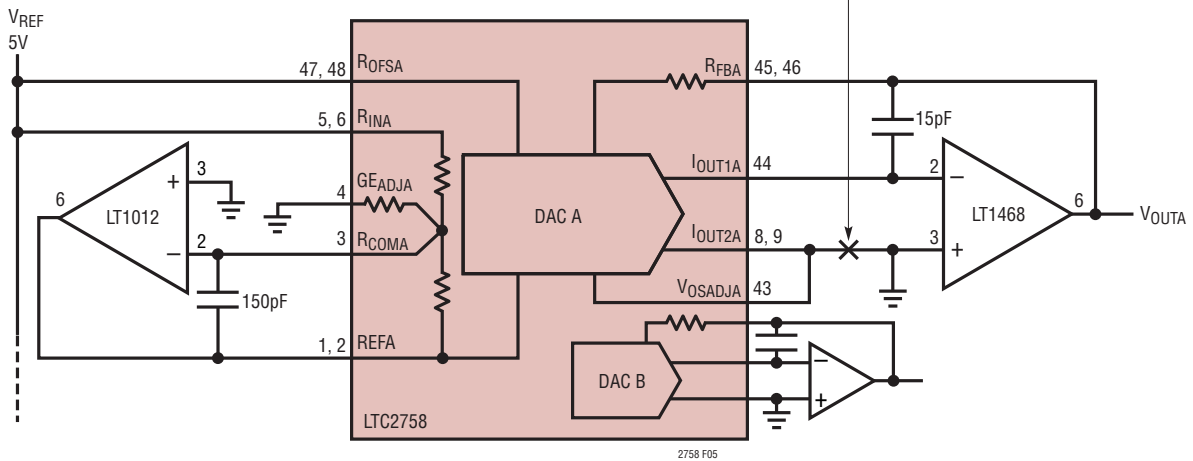 VREF
5V
47, 48
ROFSA
RFBA
45, 46
5, 6
RINA
15pF
GEADJA
4
IOUT1A
44
2
−
3
+
6
LT1012
DAC A
LT1468
6
VOUTA
2
−
3
RCOMA
IOUT2A
8, 9
3
+
150pF
VOSADJA
43
1, 2
REFA
DAC B
−
+
LTC2758
2758 F05